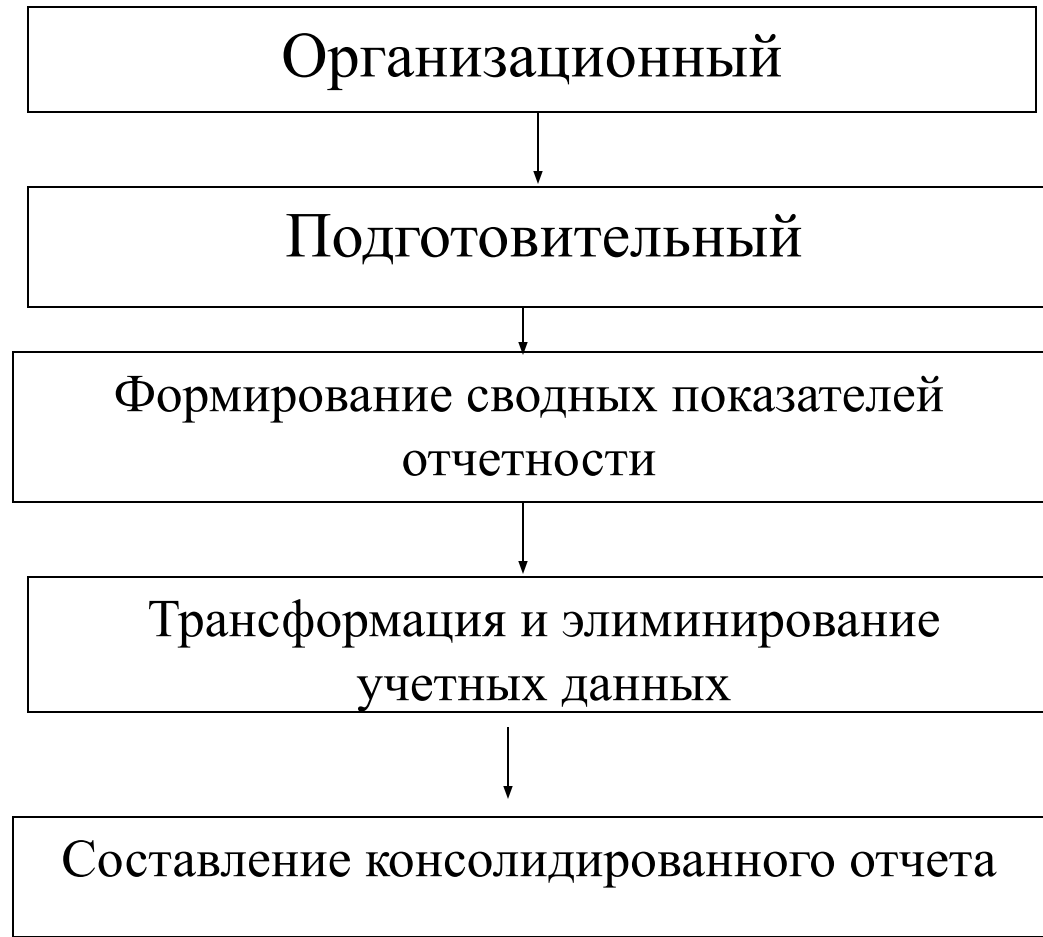 Организационный
Подготовительный
Формирование сводных показателей
отчетности
Трансформация и элиминирование
учетных данных
Составление консолидированного отчета